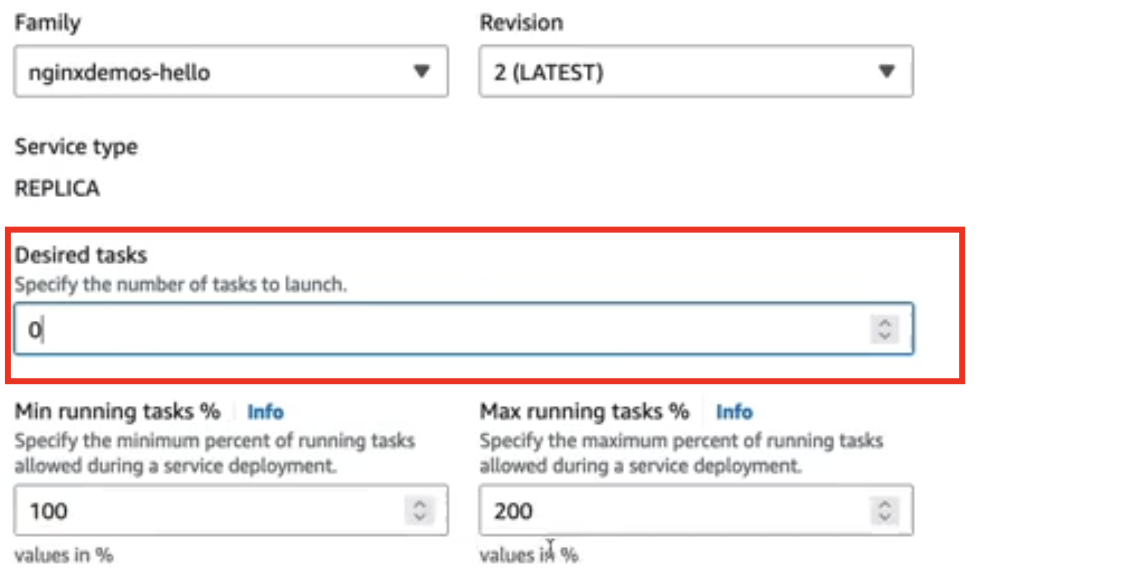 Family
Revision
nginxdemos-hello
2 (LATEST)
Service type
REPLICA
Desired tasks
Specify the number of tasks to launch.
0
Min running tasks % Info
Max running tasks % Info
Specify the minimum percent of running tasks
allowed during a service deployment.
Specify the maximum percent of running tasks
allowed during a service deployment.
100
200
values in %
values in %